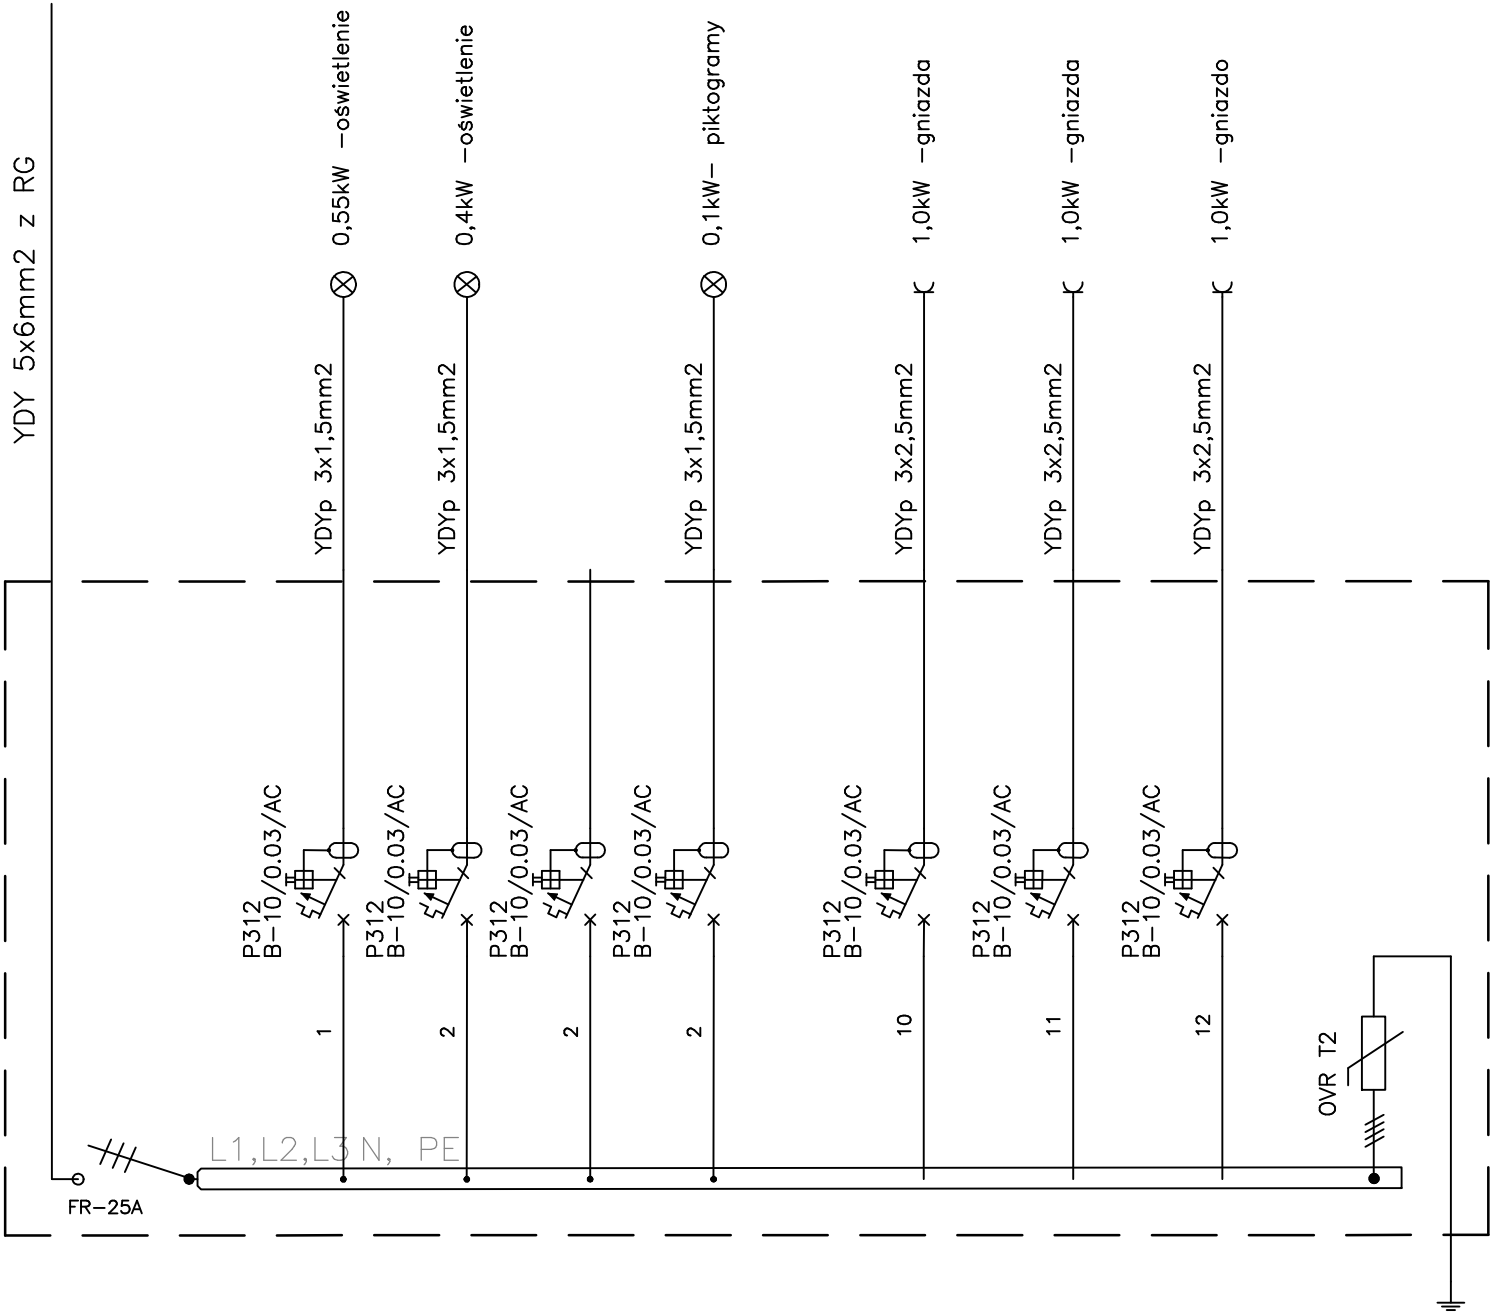 YDY 5x6mm2 z RG
0,55kW -oświetlenie
0,4kW -oświetlenie
0,1kW- piktogramy
1,0kW -gniazda
1,0kW -gniazda
1,0kW -gniazdo
YDYp 3x1,5mm2
YDYp 3x1,5mm2
YDYp 3x1,5mm2
YDYp 3x2,5mm2
YDYp 3x2,5mm2
YDYp 3x2,5mm2
P312
B-10/0.03/AC
P312
B-10/0.03/AC
P312
B-10/0.03/AC
P312
B-10/0.03/AC
P312
B-10/0.03/AC
P312
B-10/0.03/AC
P312
B-10/0.03/AC
1
2
2
2
10
11
12
OVR T2
L1,L2,L3 N, PE
FR-25A